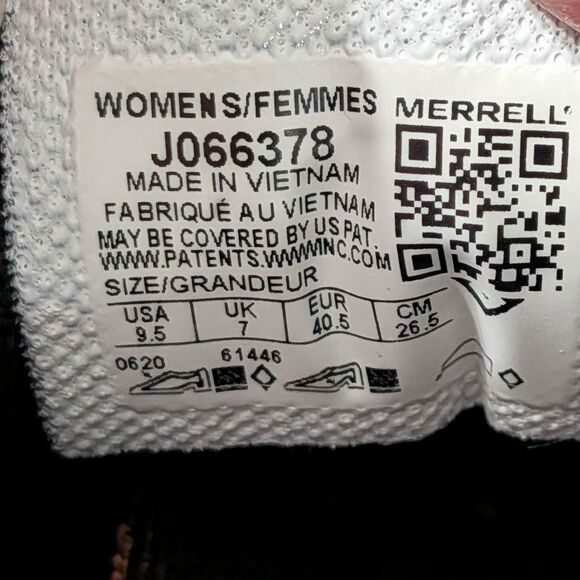 WOMENS/FEMMES
MERRELL®
J066378
MADE IN VIETNAM
FABRIQUÉ AU VIETNAM
MAY BE COVERED BY US PAT.
WWW.PATENTS.WWWINC.COM
SIZE/GRANDEUR
USA UK EUR CM
9.5 7 40.5 26.5
0620 61446